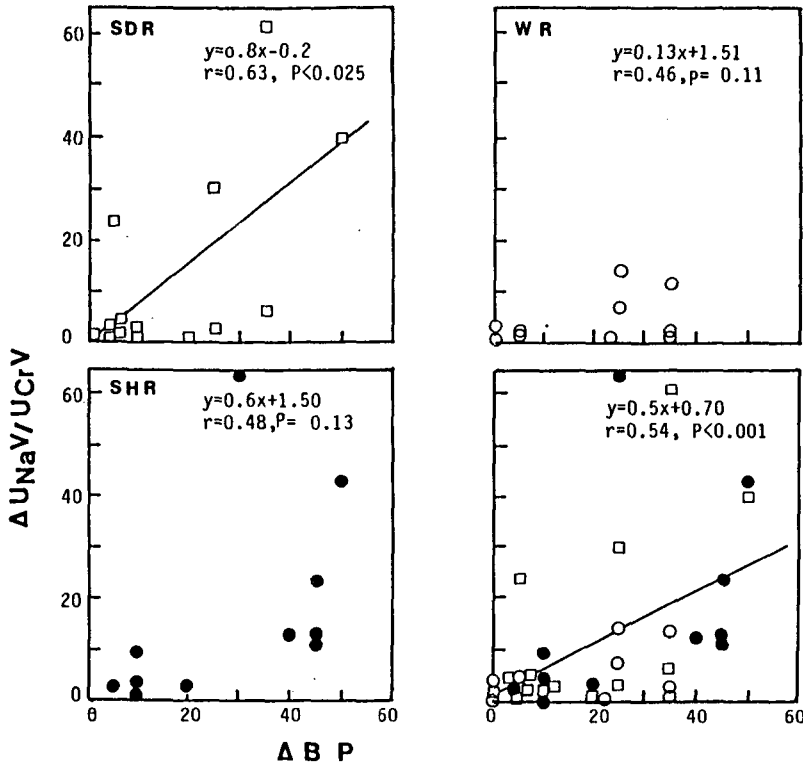 60
40
20
0
SDR
y=o.8x-0.2
r=0.63, P<0.025
WR
y=0.13x+1.51
r=0.46,p= 0.11
ΔUNaV/UCrV
60
40
20
0
SHR
y=0.6x+1.50
r=0.48,P= 0.13
0 20 40 60
y=0.5x+0.70
r=0.54, P<0.001
0 20 40 60
ΔBP